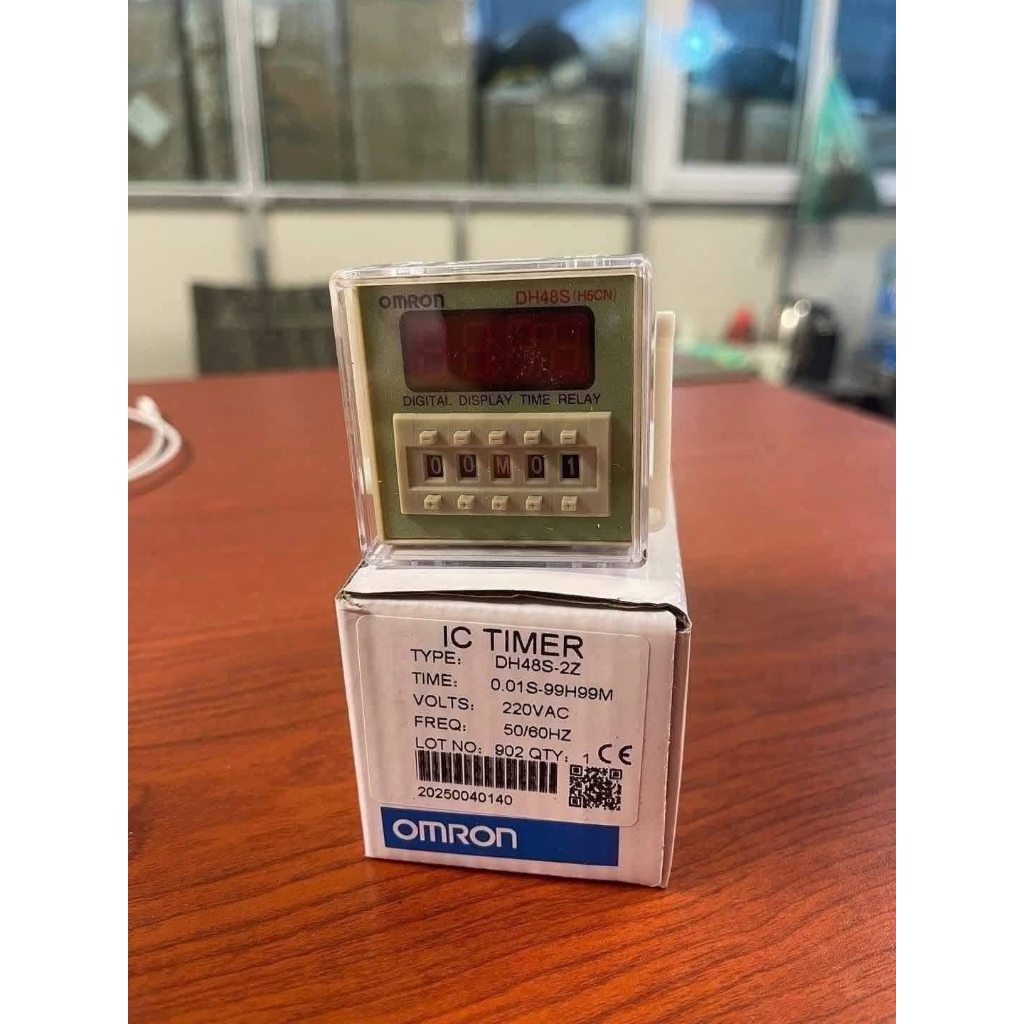 OMRON DH48S (H5CN)
DIGITAL DISPLAY TIME RELAY
0 0 M 0 1
IC TIMER
TYPE: DH48S-2Z
TIME: 0.01S-99H99M
VOLTS: 220VAC
FREQ: 50/60HZ
LOT NO: 902 QTY: 1 CE
20250040140
OMRON